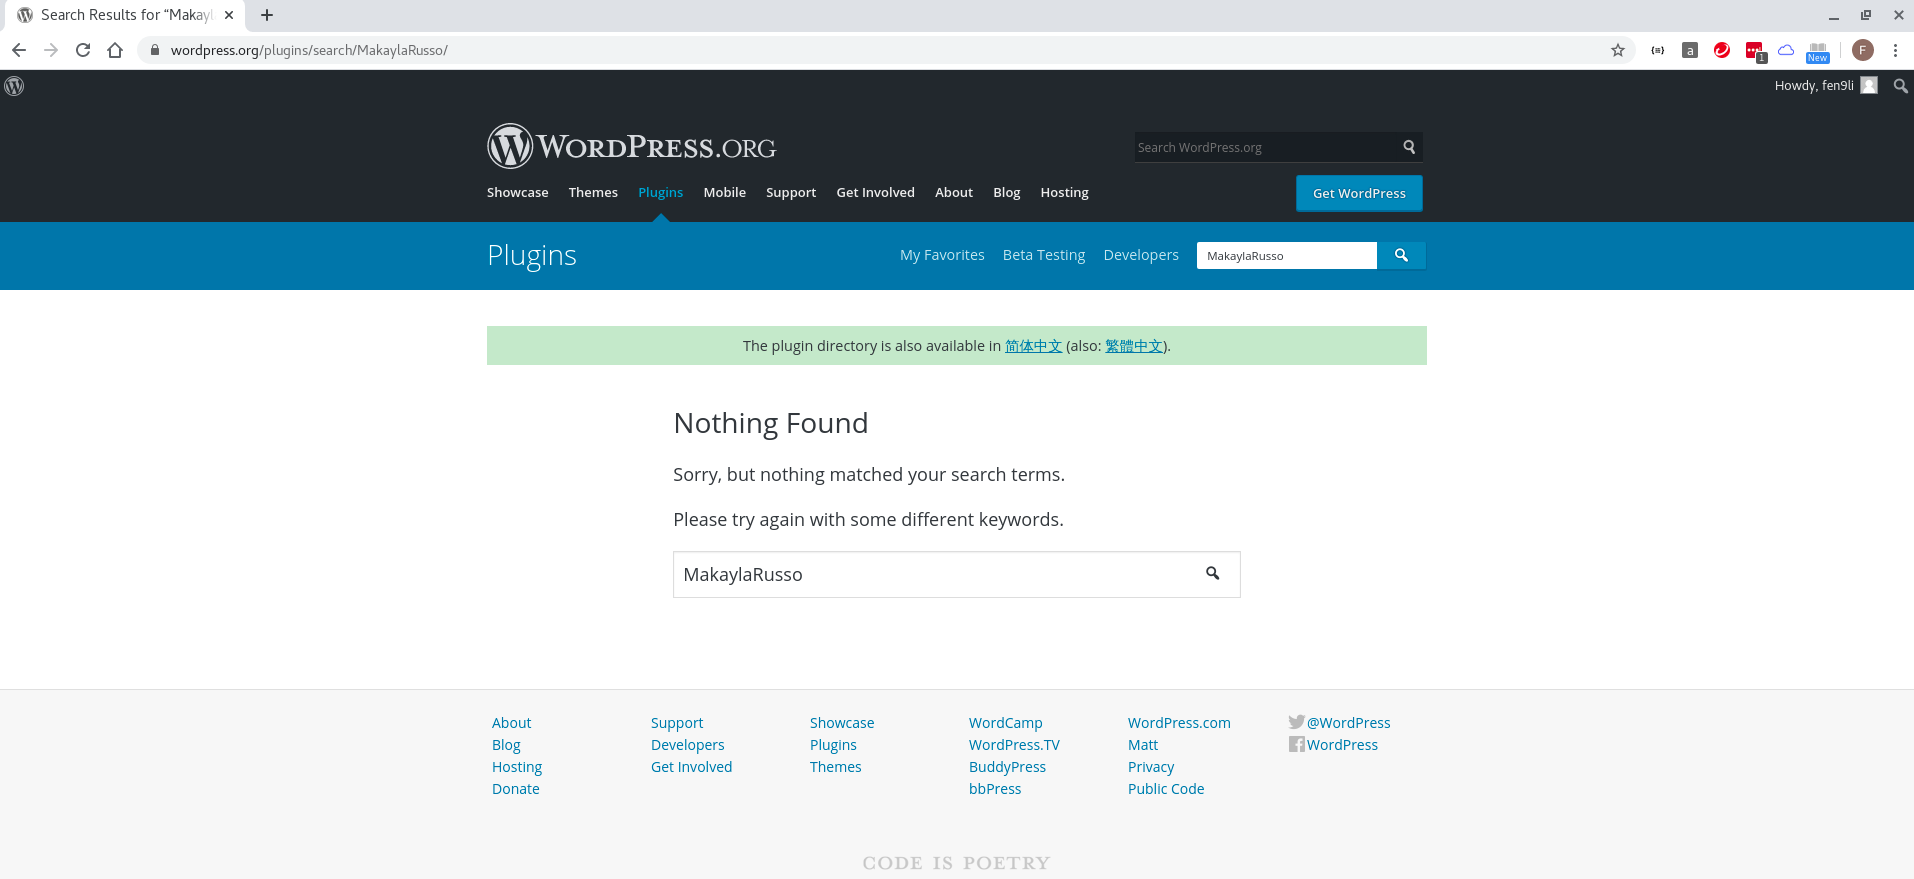 Search Results for “Makayl
wordpress.org/plugins/search/MakaylaRusso/
{≡}
a
1
New
F
Howdy, fen9li
WORDPRESS.ORG
Search WordPress.org
Showcase Themes Plugins Mobile Support Get Involved About Blog Hosting
Get WordPress
Plugins
My Favorites Beta Testing Developers MakaylaRusso
The plugin directory is also available in 简体中文 (also: 繁體中文).
Nothing Found
Sorry, but nothing matched your search terms.
Please try again with some different keywords.
MakaylaRusso
About Support Showcase WordCamp WordPress.com @WordPress
Blog Developers Plugins WordPress.TV Matt WordPress
Hosting Get Involved Themes BuddyPress Privacy
Donate bbPress Public Code
CODE IS POETRY